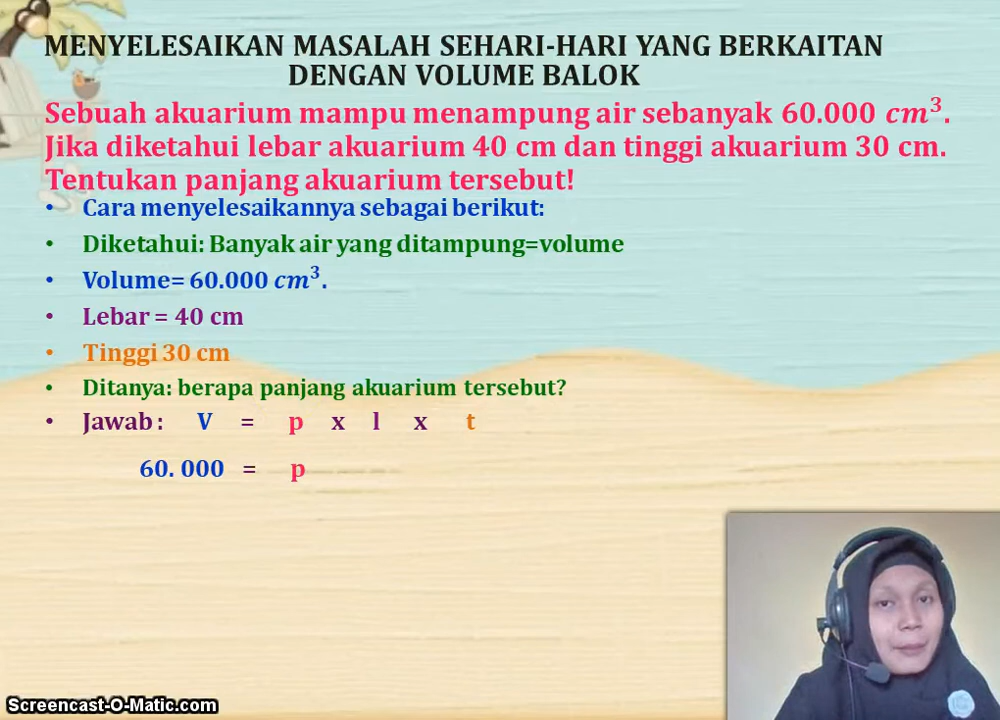 MENYELESAIKAN MASALAH SEHARI-HARI YANG BERKAITAN
DENGAN VOLUME BALOK
Sebuah akuarium mampu menampung air sebanyak 60.000 cm³.
Jika diketahui lebar akuarium 40 cm dan tinggi akuarium 30 cm.
Tentukan panjang akuarium tersebut!
• Cara menyelesaikannya sebagai berikut:
• Diketahui: Banyak air yang ditampung=volume
• Volume= 60.000 cm³.
• Lebar = 40 cm
• Tinggi 30 cm
• Ditanya: berapa panjang akuarium tersebut?
• Jawab : V = p x l x t
60. 000 = p
Screencast-O-Matic.com